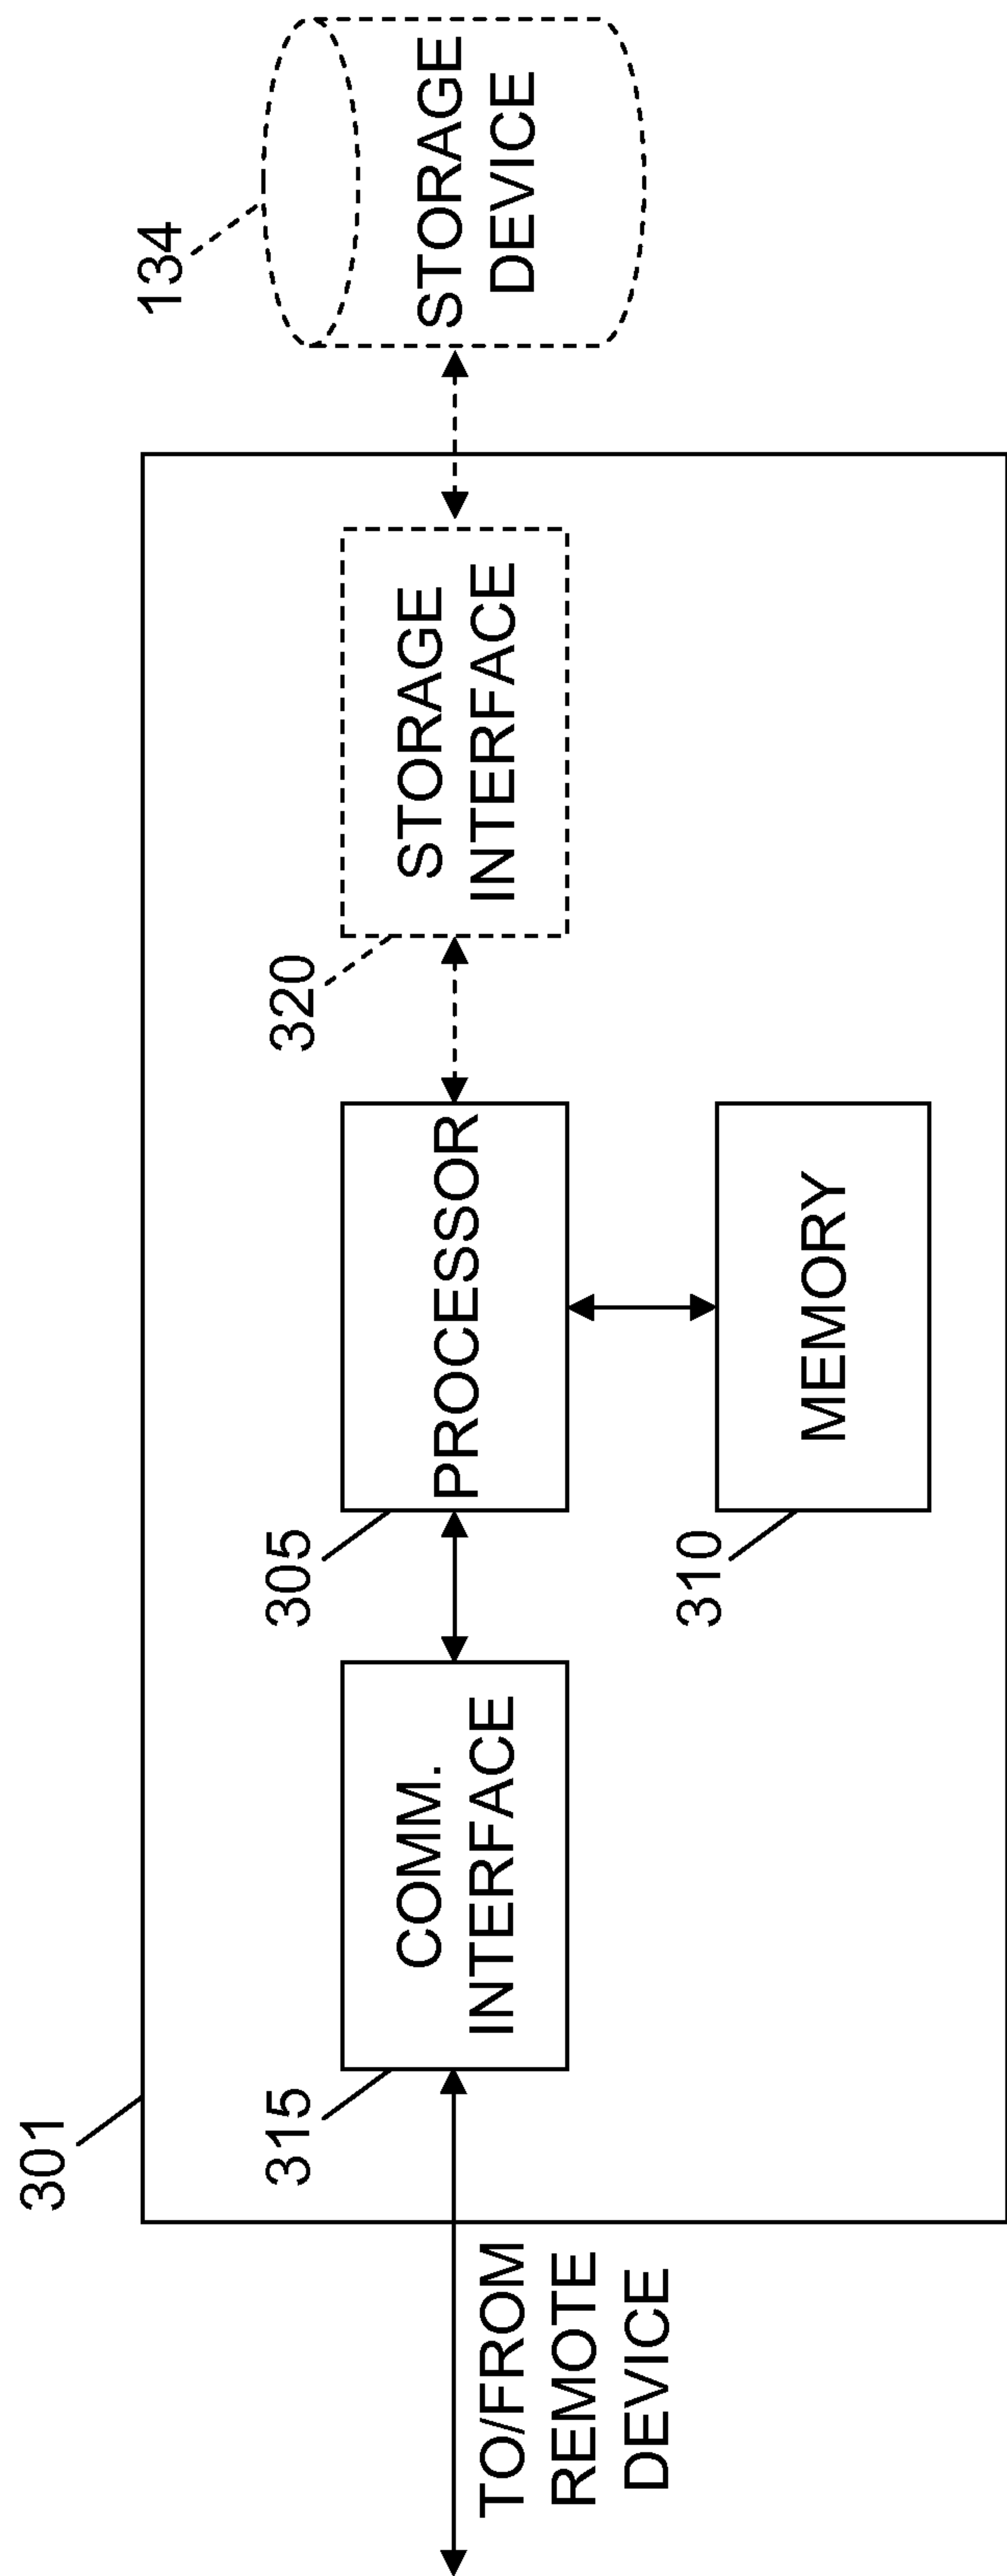 301
315
COMM.
INTERFACE
TO/FROM
REMOTE
DEVICE
305
PROCESSOR
310
MEMORY
320
STORAGE
INTERFACE
134
STORAGE
DEVICE